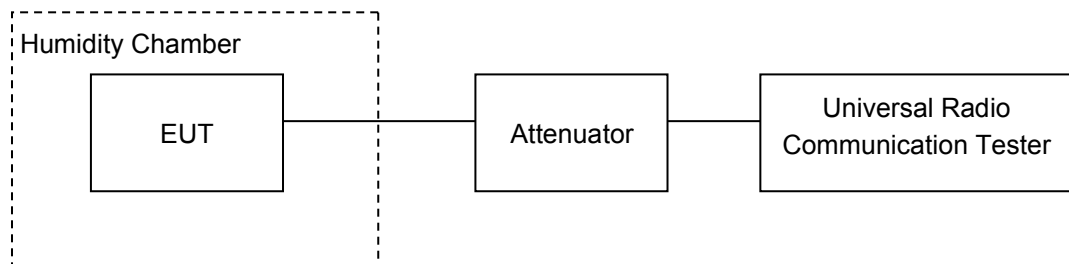 Humidity Chamber
EUT
Attenuator
Universal Radio
Communication Tester